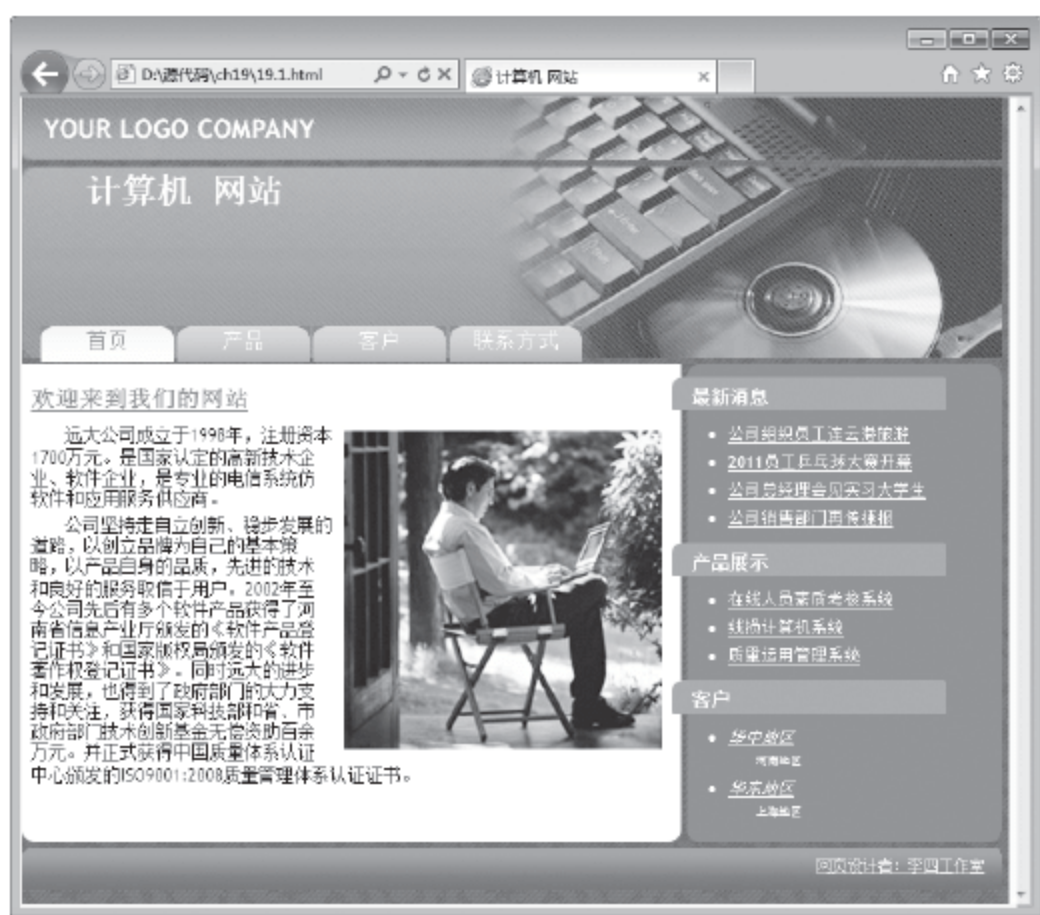 D:\源代码\ch19\19.1.html
计算机 网站
YOUR LOGO COMPANY
计算机 网站
首页
产品
客户
联系方式
欢迎来到我们的网站
远大公司成立于1998年，注册资本
1700万元。是国家认定的高新技术企
业、软件企业，是专业的电信系统仿
软件和应用服务供应商。
公司坚持走自立创新、稳步发展的
道路，以创立品牌为自己的基本策
略，以产品自身的品质，先进的技术
和良好的服务取信于用户。2002年至
今公司先后有多个软件产品获得了河
南省信息产业厅颁发的《软件产品登
记证书》和国家版权局颁发的《软件
著作权登记证书》。同时远大的进步
和发展，也得到了政府部门的大力支
持和关注，获得国家科技部和省、市
政府部门技术创新基金无偿资助百余
万元。并正式获得中国质量体系认证
中心颁发的ISO9001:2008质量管理体系认证证书。
最新消息
公司组织员工连云港旅游
2011员工乒乓球大赛开幕
公司总经理会见实习大学生
公司销售部门再传捷报
产品展示
在线人员素质考核系统
线损计算机系统
质量运用管理系统
客户
华中地区
河南地区
华东地区
上海地区
网页设计者：李四工作室